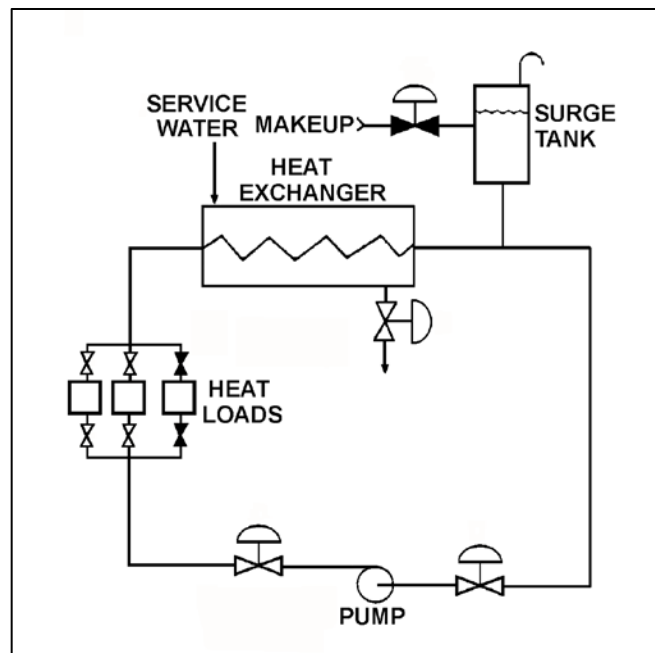 SERVICE
WATER
MAKEUP
SURGE
TANK
HEAT
EXCHANGER
HEAT
LOADS
PUMP